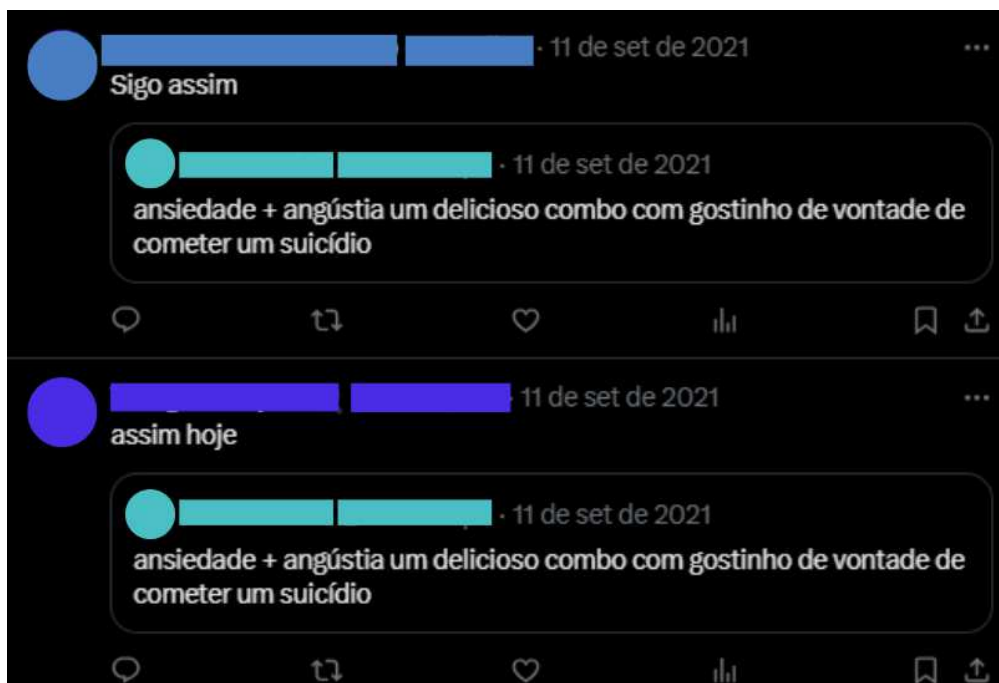 · 11 de set de 2021
Sigo assim
· 11 de set de 2021
ansiedade + angústia um delicioso combo com gostinho de vontade de
cometer um suicídio
· 11 de set de 2021
assim hoje
· 11 de set de 2021
ansiedade + angústia um delicioso combo com gostinho de vontade de
cometer um suicídio